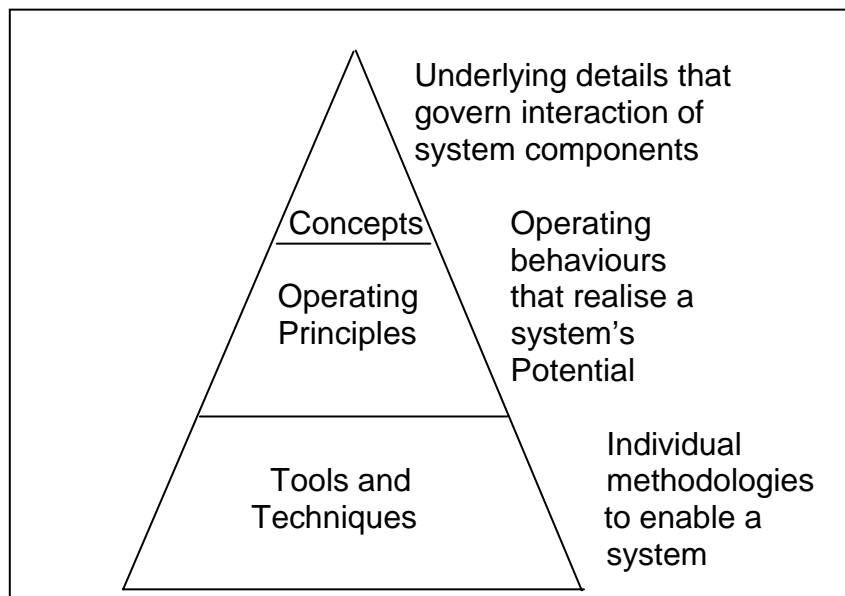 Underlying details that
govern interaction of
system components
Concepts
Operating
Principles
Operating
behaviours
that realise a
system’s
Potential
Tools and
Techniques
Individual
methodologies
to enable a
system